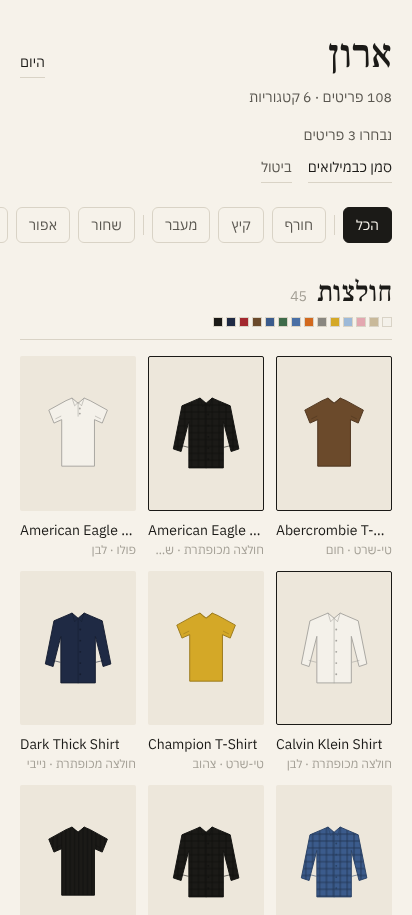 ארון
היום
108 פריטים · 6 קטגוריות
נבחרו 3 פריטים
סמן כבמילואים ביטול
הכל חורף קיץ מעבר שחור אפור
חולצות 45
Abercrombie T-...
טי-שרט · חום
American Eagle ...
חולצה מכופתרת · ש...
American Eagle ...
פולו · לבן
Calvin Klein Shirt
חולצה מכופתרת · לבן
Champion T-Shirt
טי-שרט · צהוב
Dark Thick Shirt
חולצה מכופתרת · נייבי